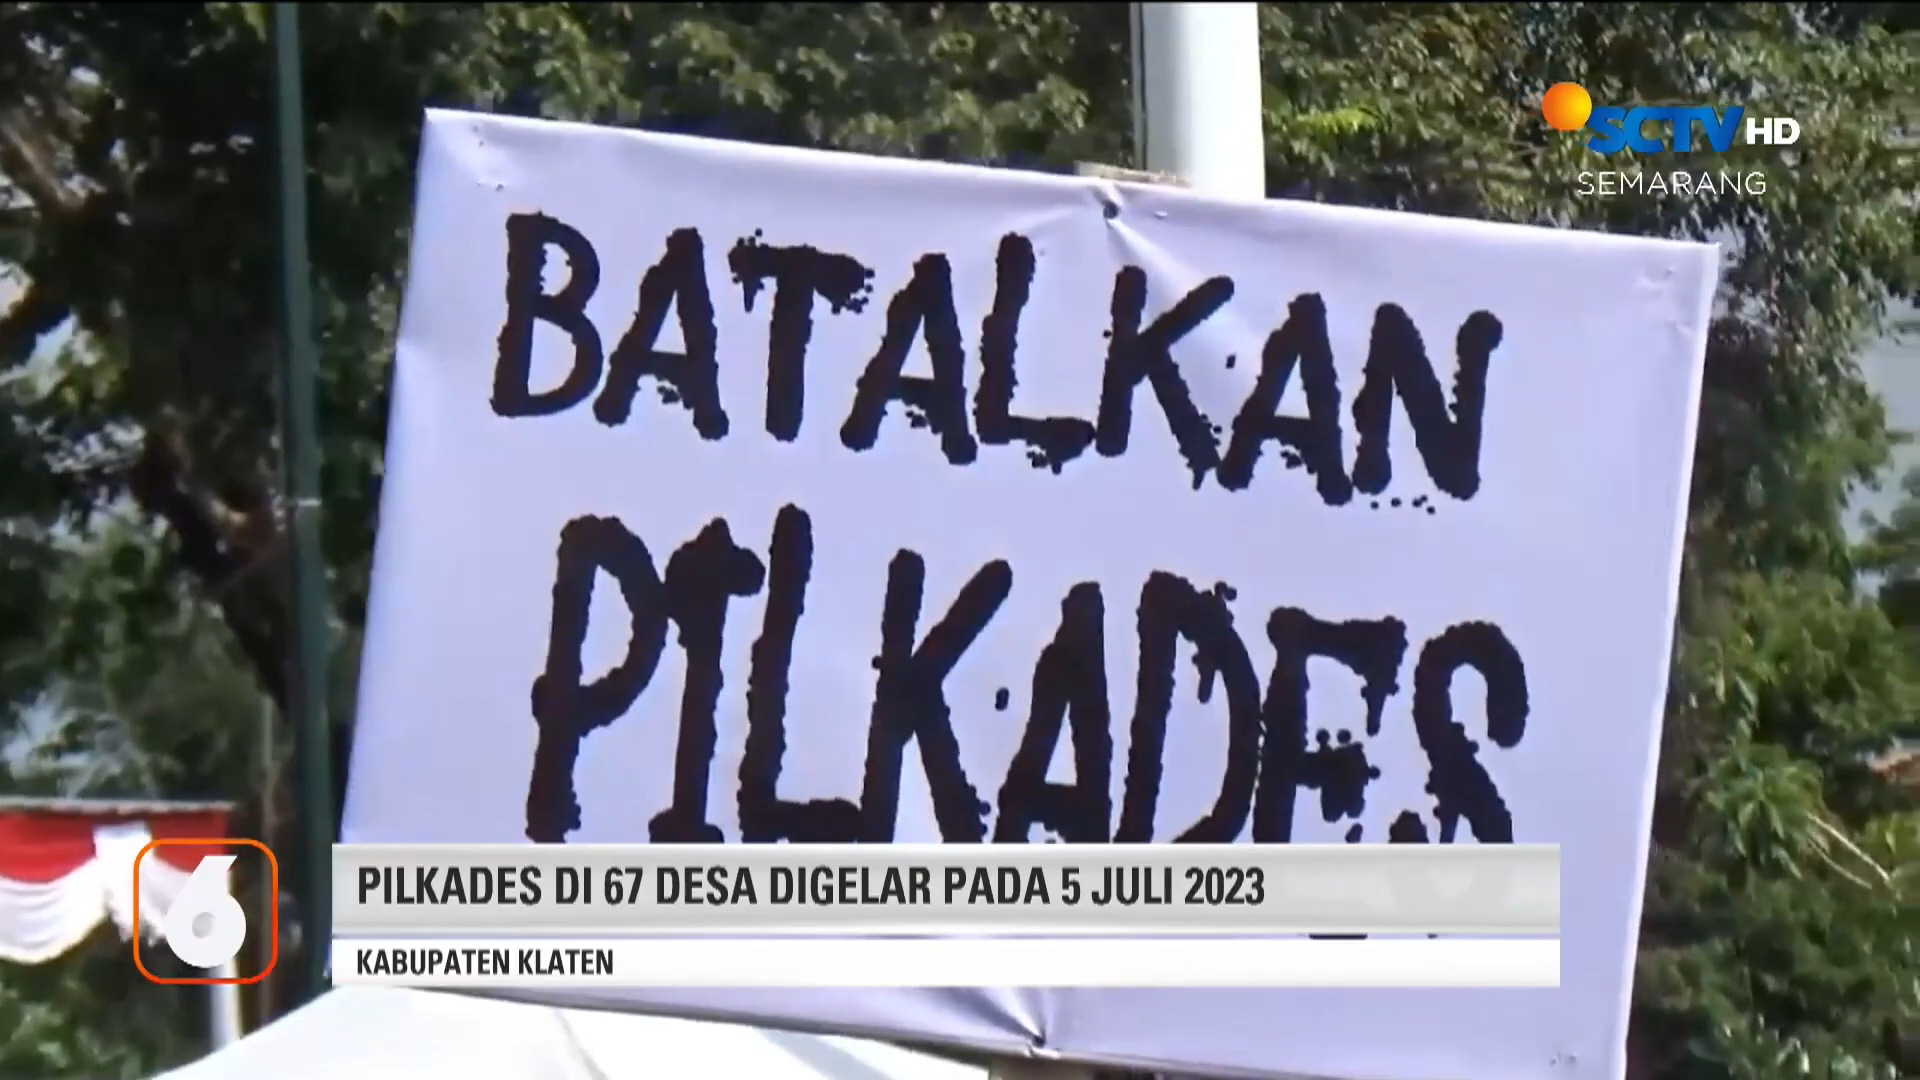 SCTV HD
SEMARANG
BATALKAN
PILKADES
6
PILKADES DI 67 DESA DIGELAR PADA 5 JULI 2023
KABUPATEN KLATEN